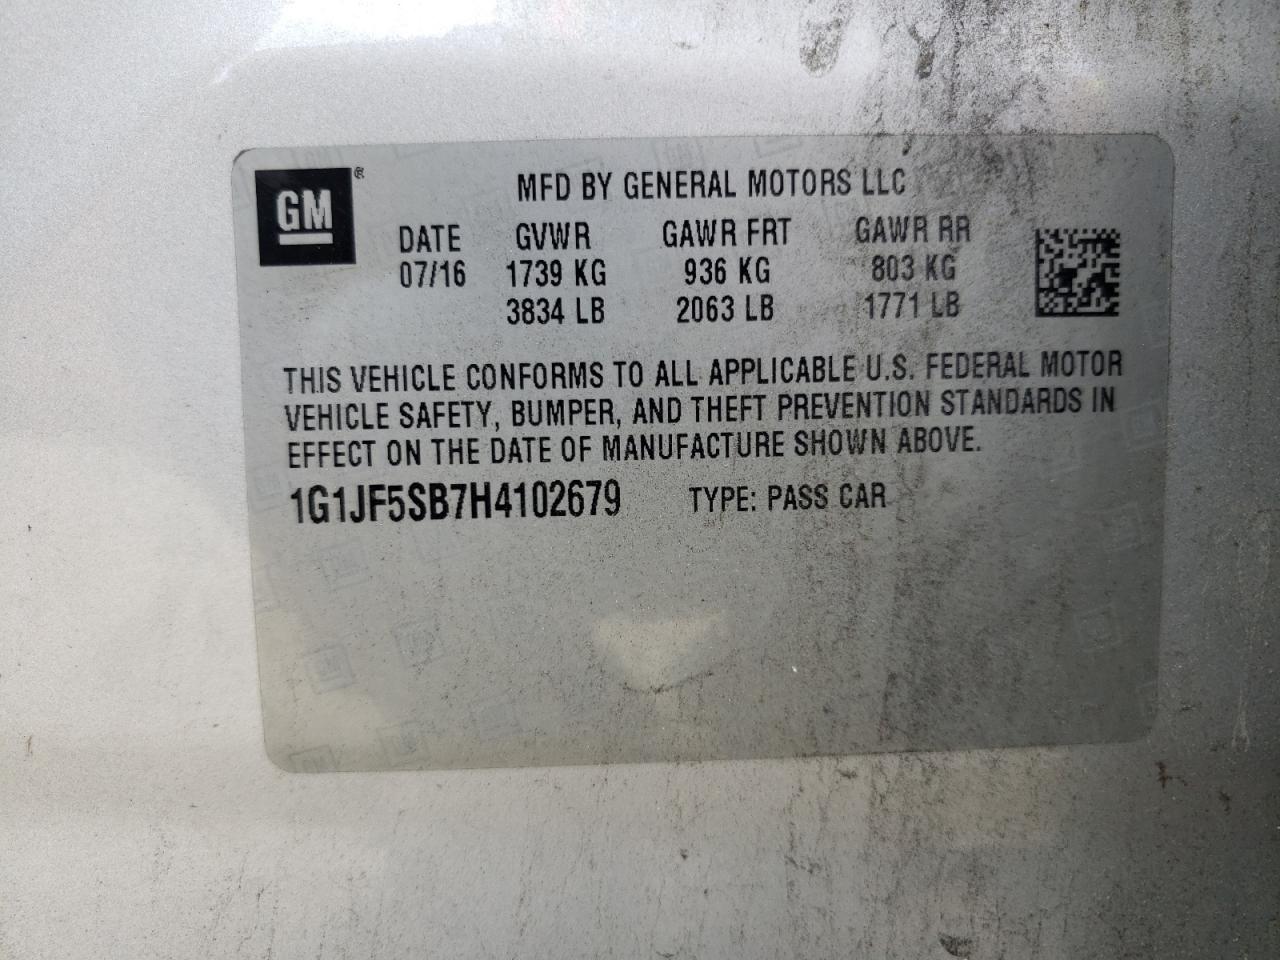 GM®
MFD BY GENERAL MOTORS LLC
DATE GVWR GAWR FRT GAWR RR
07/16 1739 KG 936 KG 803 KG
3834 LB 2063 LB 1771 LB
THIS VEHICLE CONFORMS TO ALL APPLICABLE U.S. FEDERAL MOTOR
VEHICLE SAFETY, BUMPER, AND THEFT PREVENTION STANDARDS IN
EFFECT ON THE DATE OF MANUFACTURE SHOWN ABOVE.
1G1JF5SB7H4102679 TYPE: PASS CAR